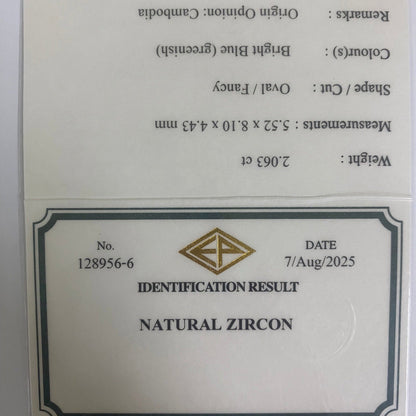 Weight : 2.063 ct
Measurements : 5.52 x 8.10 x 4.43 mm
Shape / Cut : Oval / Fancy
Colour(s) : Bright Blue (greenish)
Remarks : Origin Opinion: Cambodia
No. DATE
128956-6 7/Aug/2025
IDENTIFICATION RESULT
NATURAL ZIRCON